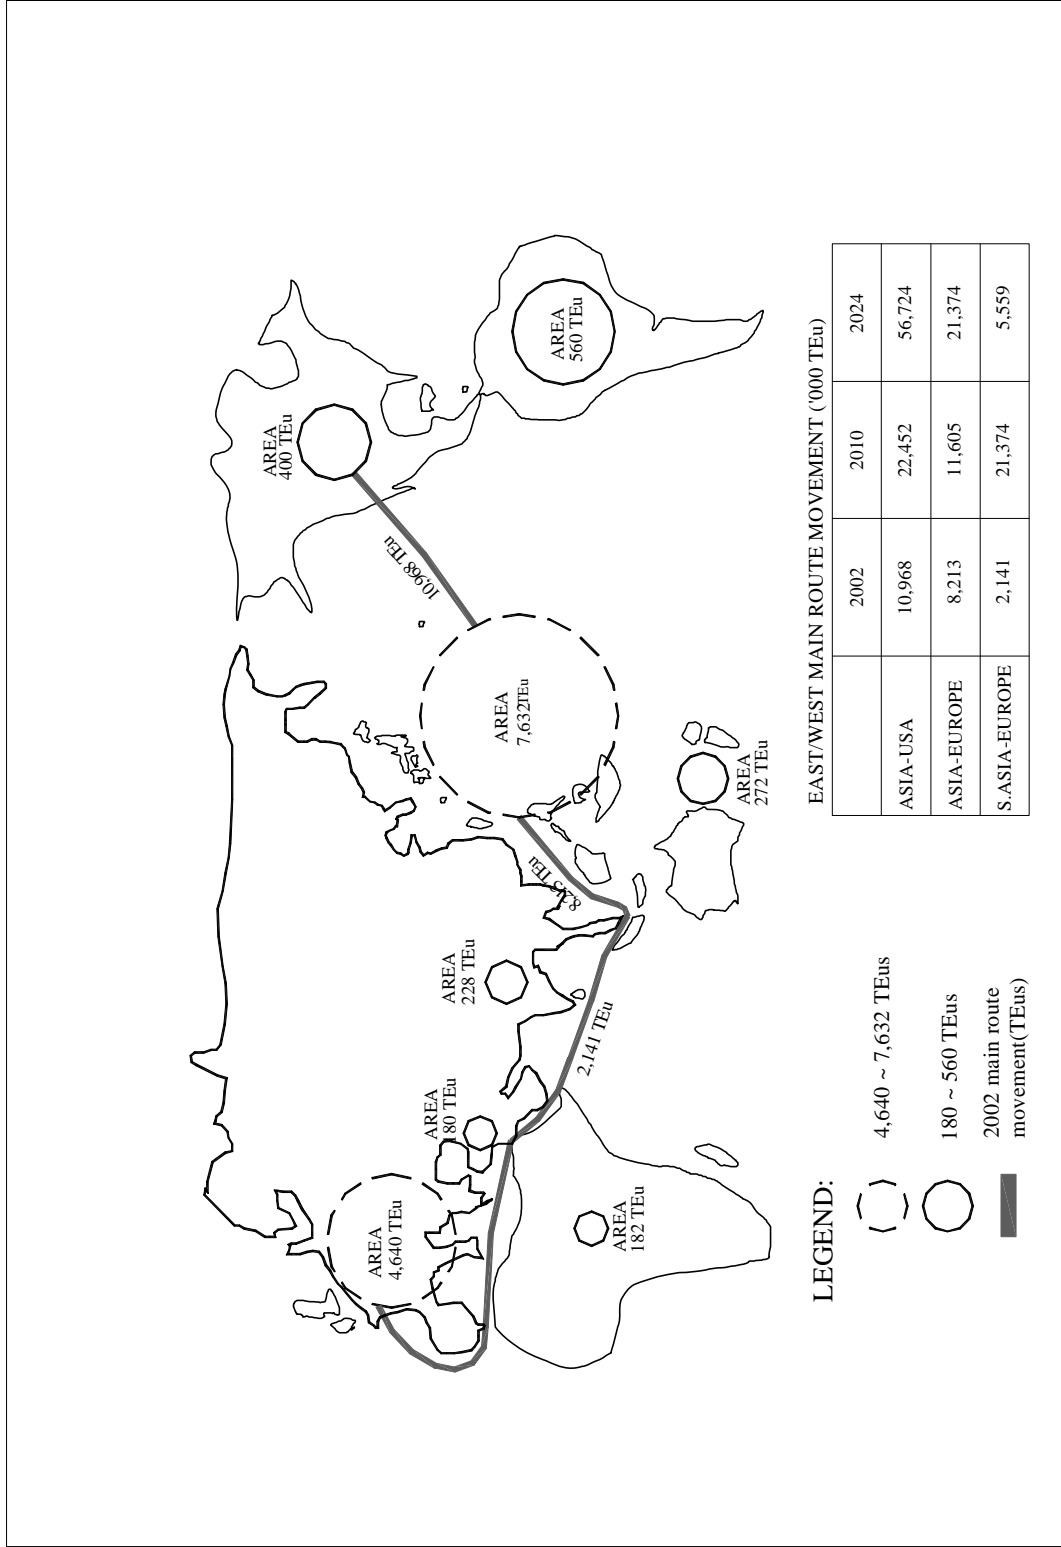 AREA
400 TEu
AREA
560 TEu
10,968 TEu
AREA
7,632TEu
8,213 TEu
AREA
272 TEu
AREA
228 TEu
2,141 TEu
AREA
180 TEu
AREA
4,640 TEu
AREA
182 TEu
LEGEND:
4,640 ~ 7,632 TEus
180 ~ 560 TEus
2002 main route
movement(TEus)
EAST/WEST MAIN ROUTE MOVEMENT ('000 TEu)
2002 2010 2024
ASIA-USA 10,968 22,452 56,724
ASIA-EUROPE 8,213 11,605 21,374
S.ASIA-EUROPE 2,141 21,374 5,559